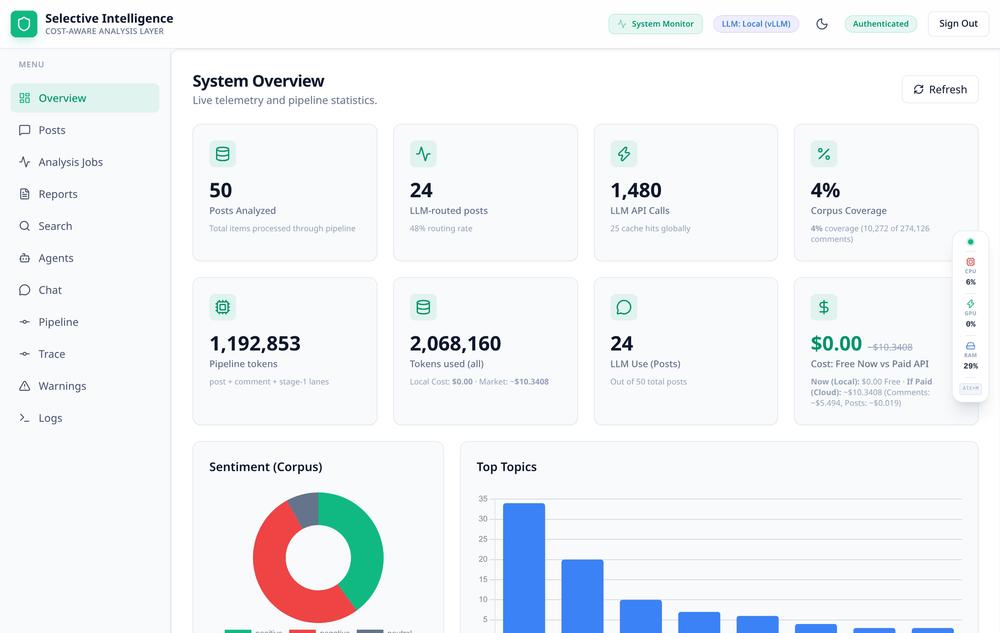 Selective Intelligence
COST-AWARE ANALYSIS LAYER
System Monitor
LLM: Local (vLLM)
Authenticated
Sign Out
MENU
Overview
Posts
Analysis Jobs
Reports
Search
Agents
Chat
Pipeline
Trace
Warnings
Logs
System Overview
Live telemetry and pipeline statistics.
Refresh
50
Posts Analyzed
Total items processed through pipeline
24
LLM-routed posts
48% routing rate
1,480
LLM API Calls
25 cache hits globally
4%
Corpus Coverage
4% coverage (10,272 of 274,126
comments)
1,192,853
Pipeline tokens
post + comment + stage-1 lanes
2,068,160
Tokens used (all)
Local Cost: $0.00 · Market: ~$10.3408
24
LLM Use (Posts)
Out of 50 total posts
$0.00 ~$10.3408
Cost: Free Now vs Paid API
Now (Local): $0.00 Free · If Paid
(Cloud): ~$10.3408 (Comments:
~$5.494, Posts: ~$0.019)
CPU
6%
GPU
0%
RAM
29%
Alt+M
Sentiment (Corpus)
positive negative neutral
Top Topics
35
30
25
20
15
10
5